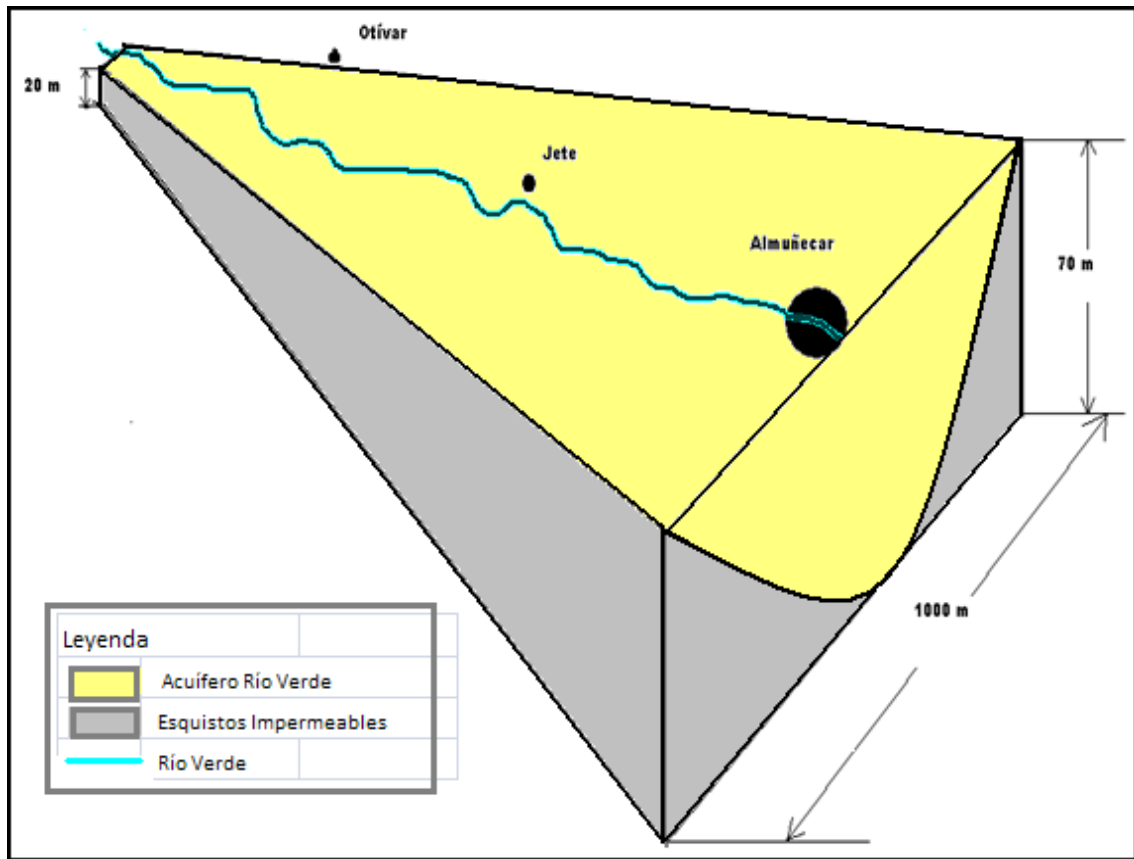 Otívar
20 m
Jete
Almuñecar
70 m
1000 m
Leyenda
Acuífero Río Verde
Esquistos Impermeables
Río Verde